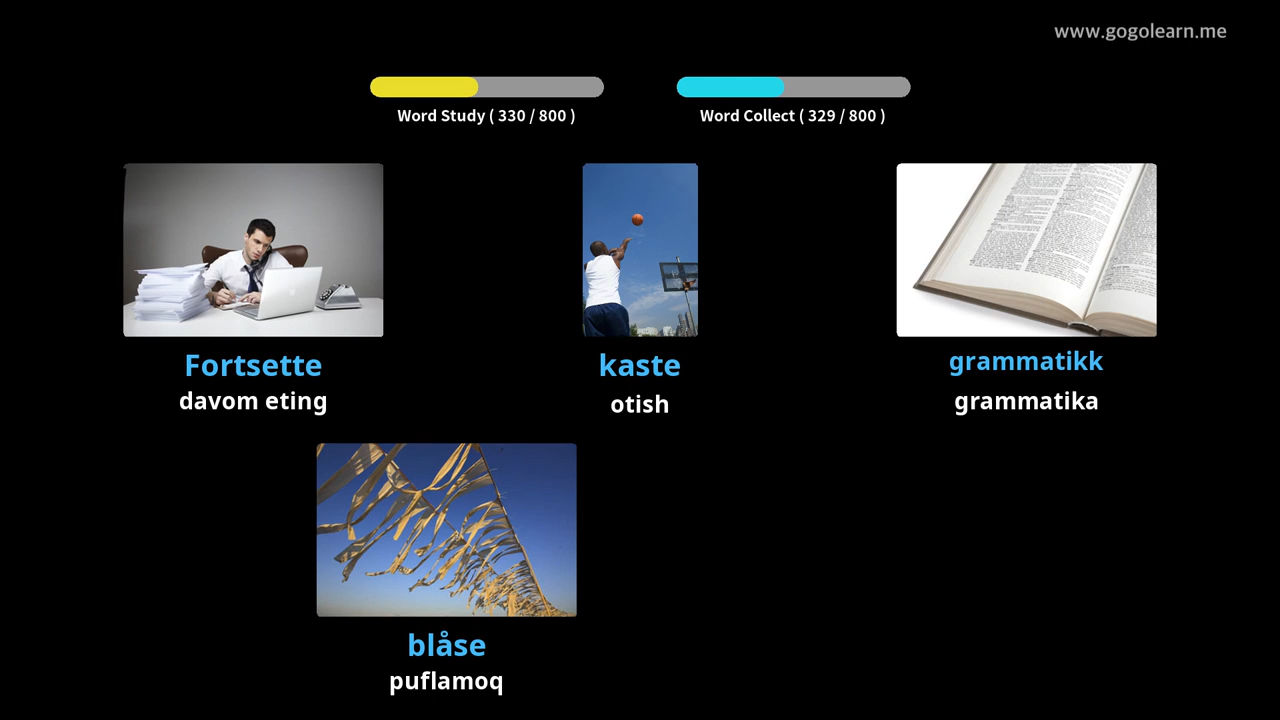 www.gogolearn.me
Word Study ( 330 / 800 )
Word Collect ( 329 / 800 )
Fortsette
davom eting
kaste
otish
grammatikk
grammatika
blåse
puflamoq